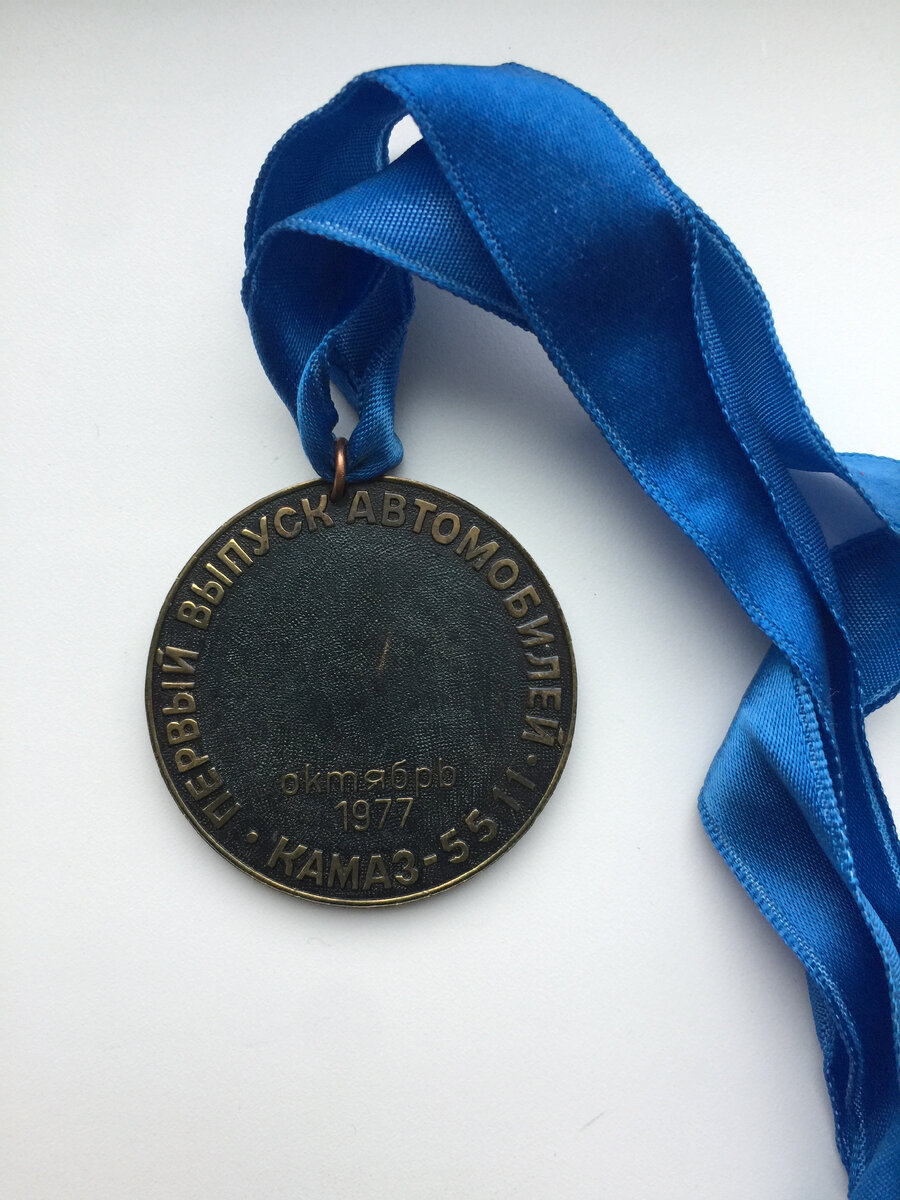 ПЕРВЫЙ ВЫПУСК АВТОМОБИЛЕЙ
· КАМАЗ-5511 ·
октябрь
1977